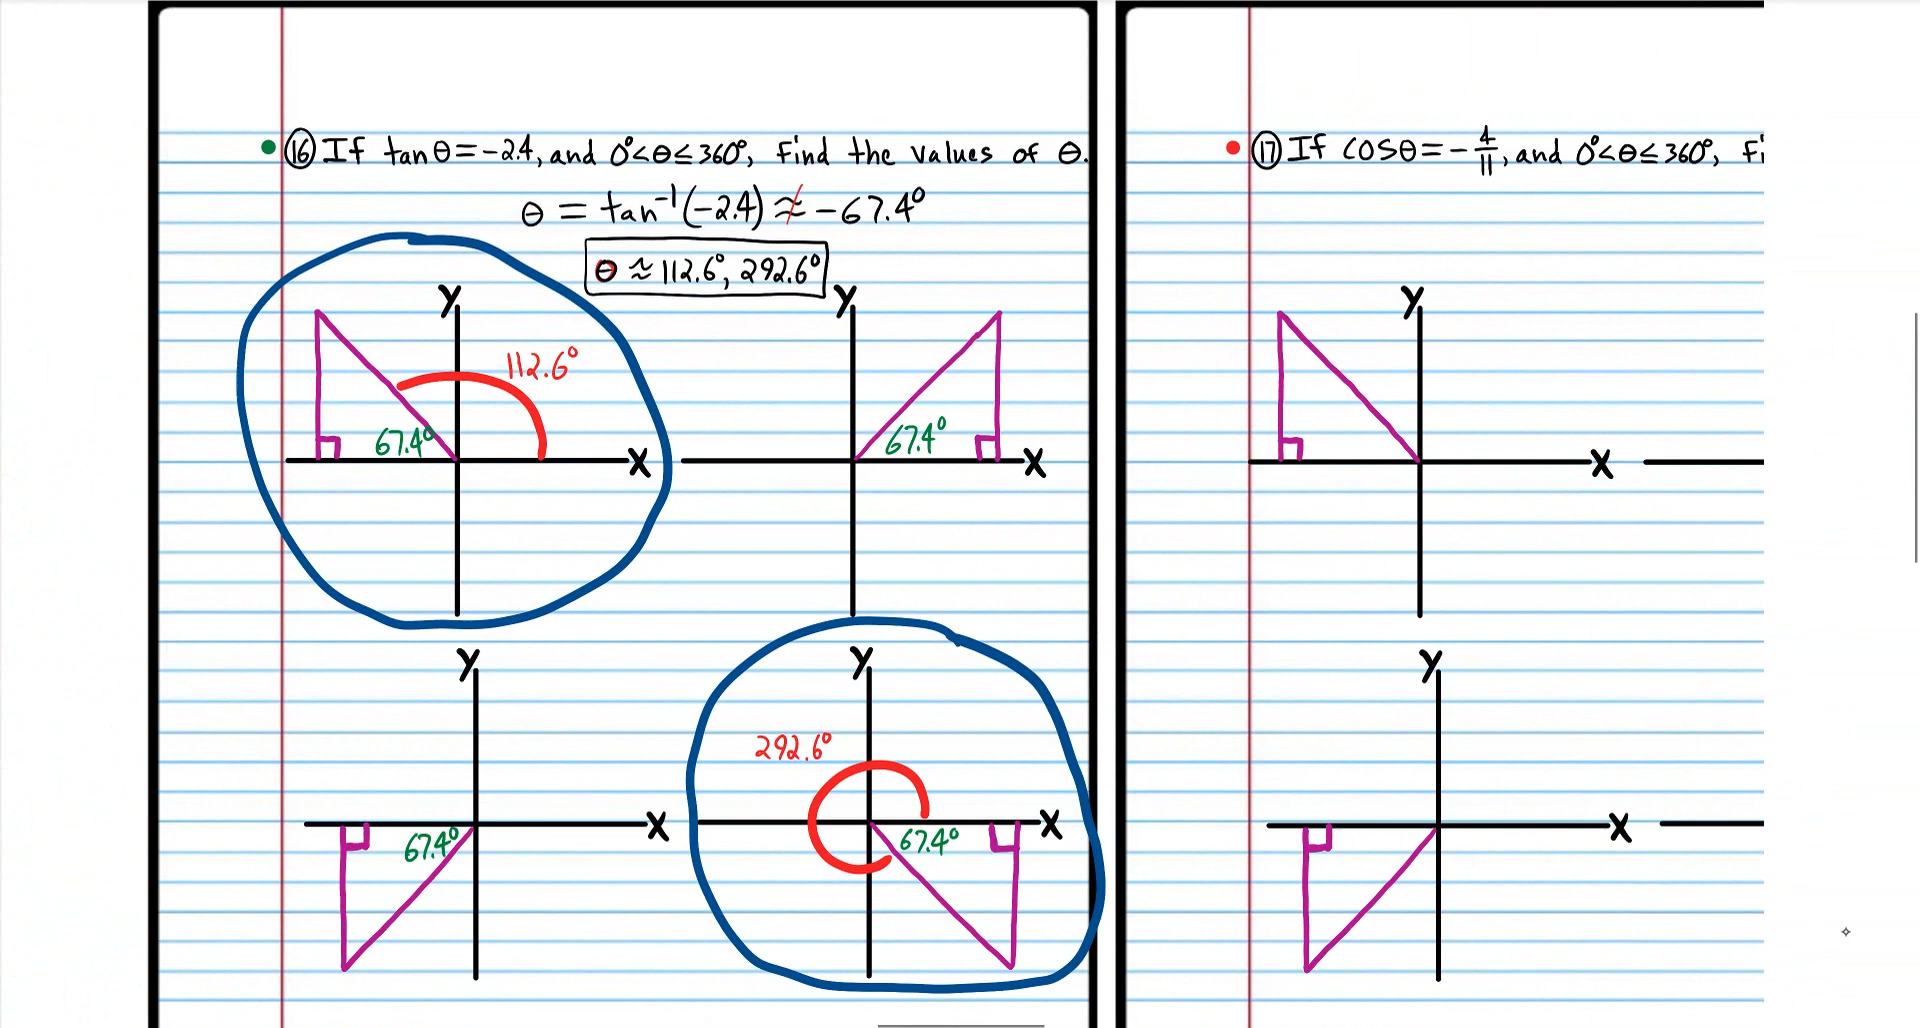 ⑯ If tanθ=-2.4, and 0°<θ≤360°, find the values of θ.
θ = tan⁻¹(-2.4) ≈ -67.4°
θ ≈ 112.6°, 292.6°
y
112.6°
67.4°
x
y
67.4°
x
y
67.4°
x
y
292.6°
67.4°
x
⑰ If cosθ=-4/11, and 0°<θ≤360°,
y
x
y
x